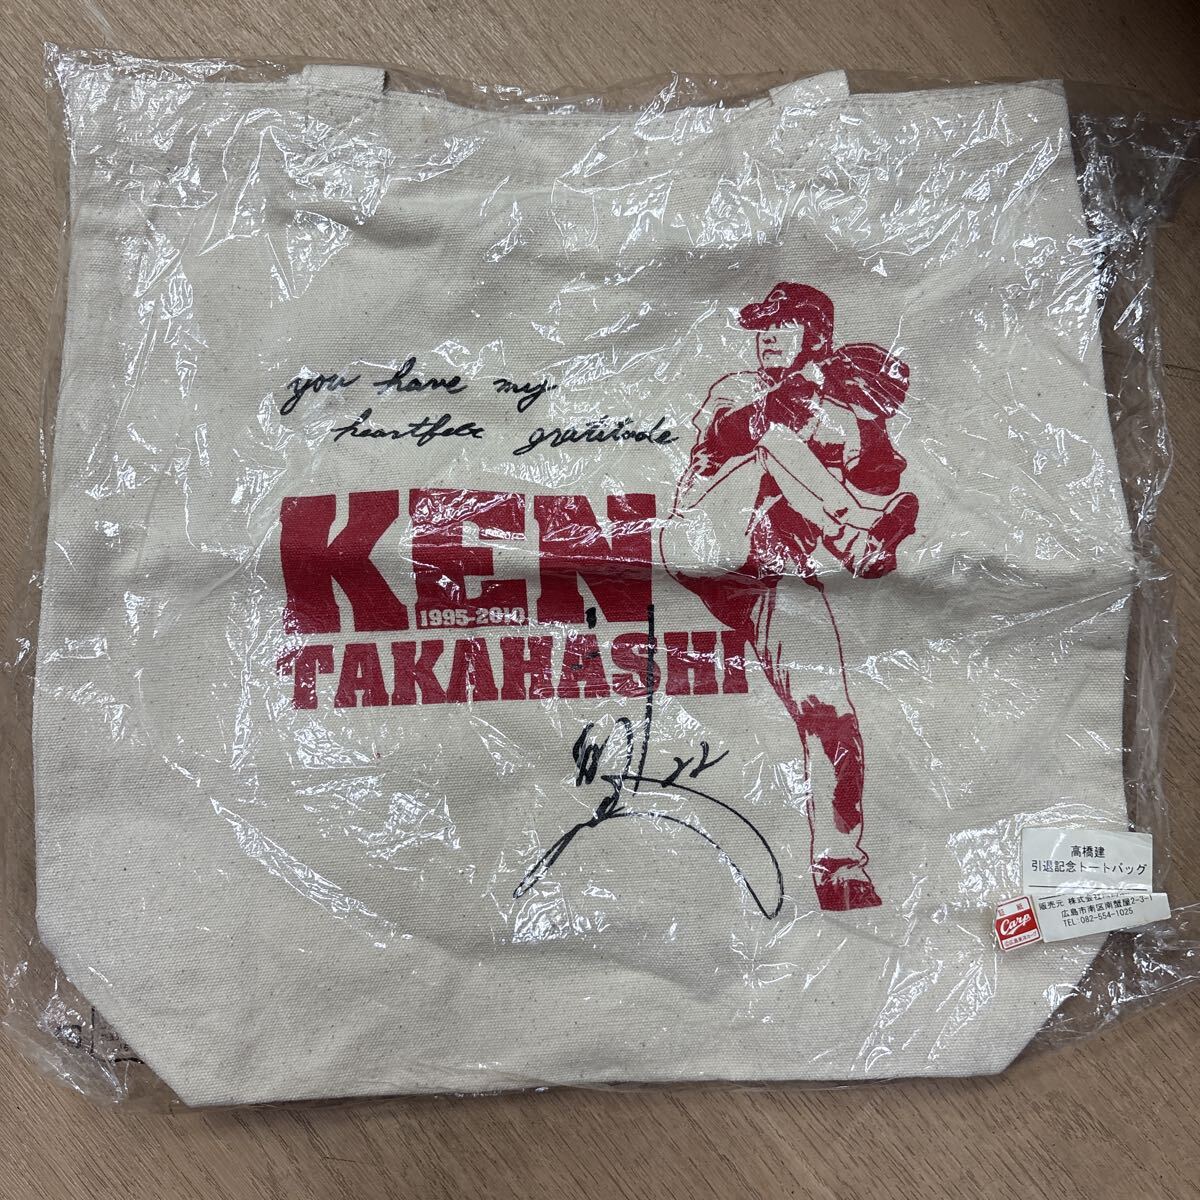 you have my
heartfelt gratitude
KEN
1995-2010
TAKAHASHI
22
高橋建
引退記念トートバッグ
販売元 株式会社
広島市南区南蟹屋2-3-1
TEL:082-554-1025
Carp